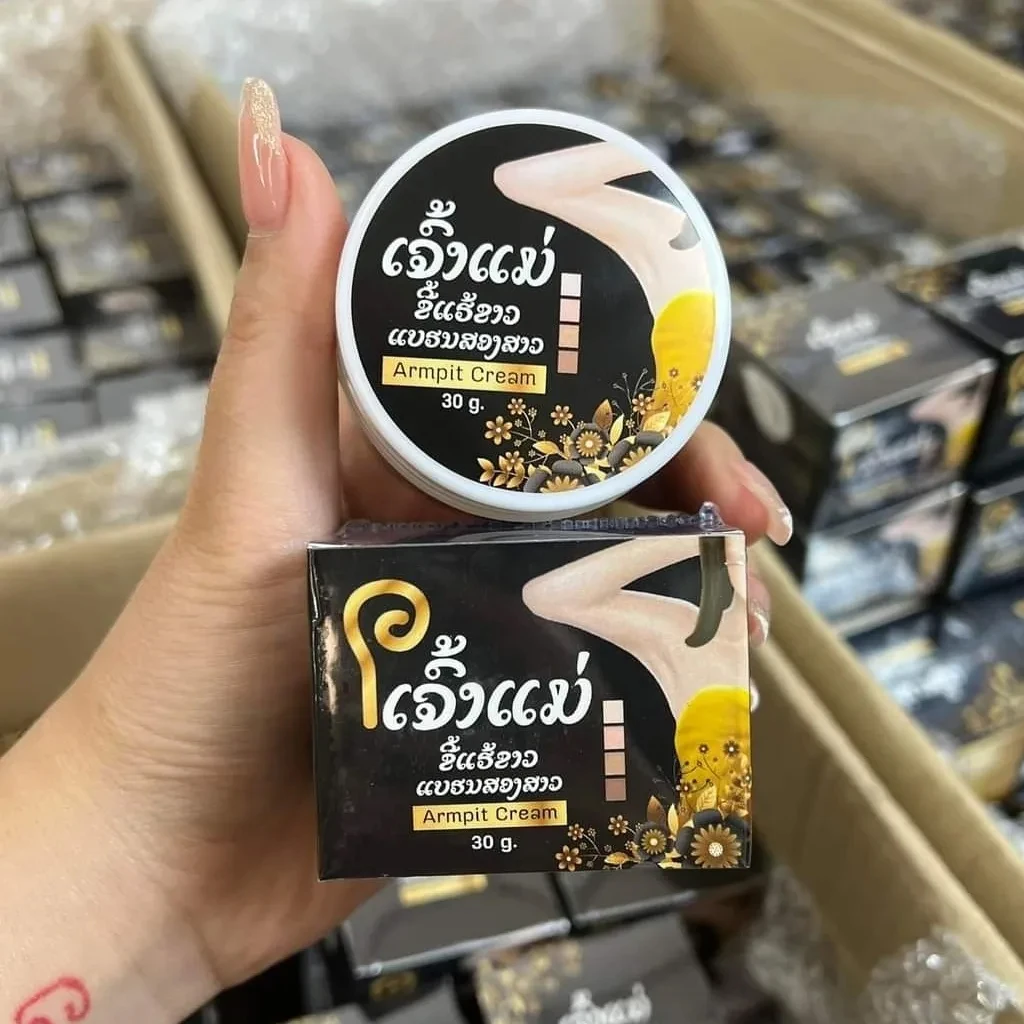 ເຈົ້າແມ່
ຂີ້ແຮ້ຂາວ
ແບຮນສອງສາວ
Armpit Cream
30 g.
ເຈົ້າແມ່
ຂີ້ແຮ້ຂາວ
ແບຮນສອງສາວ
Armpit Cream
30 g.